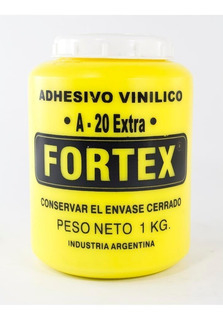 ADHESIVO VINILICO
• A - 20 Extra •
FORTEX
CONSERVAR EL ENVASE CERRADO
PESO NETO 1 KG.
INDUSTRIA ARGENTINA